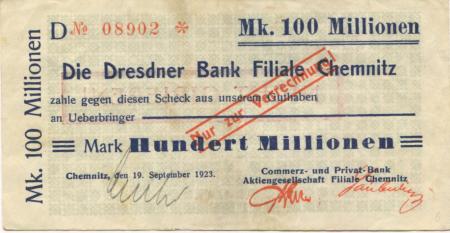 D № 08902 *
Mk. 100 Millionen
Mk. 100 Millionen
Die Dresdner Bank Filiale Chemnitz
zahle gegen diesen Scheck aus unserem Guthaben
an Ueberbringer
Nur zur Verrechnung
Mark Hundert Millionen
Chemnitz, den 19. September 1923.
Commerz- und Privat-Bank
Aktiengesellschaft Filiale Chemnitz